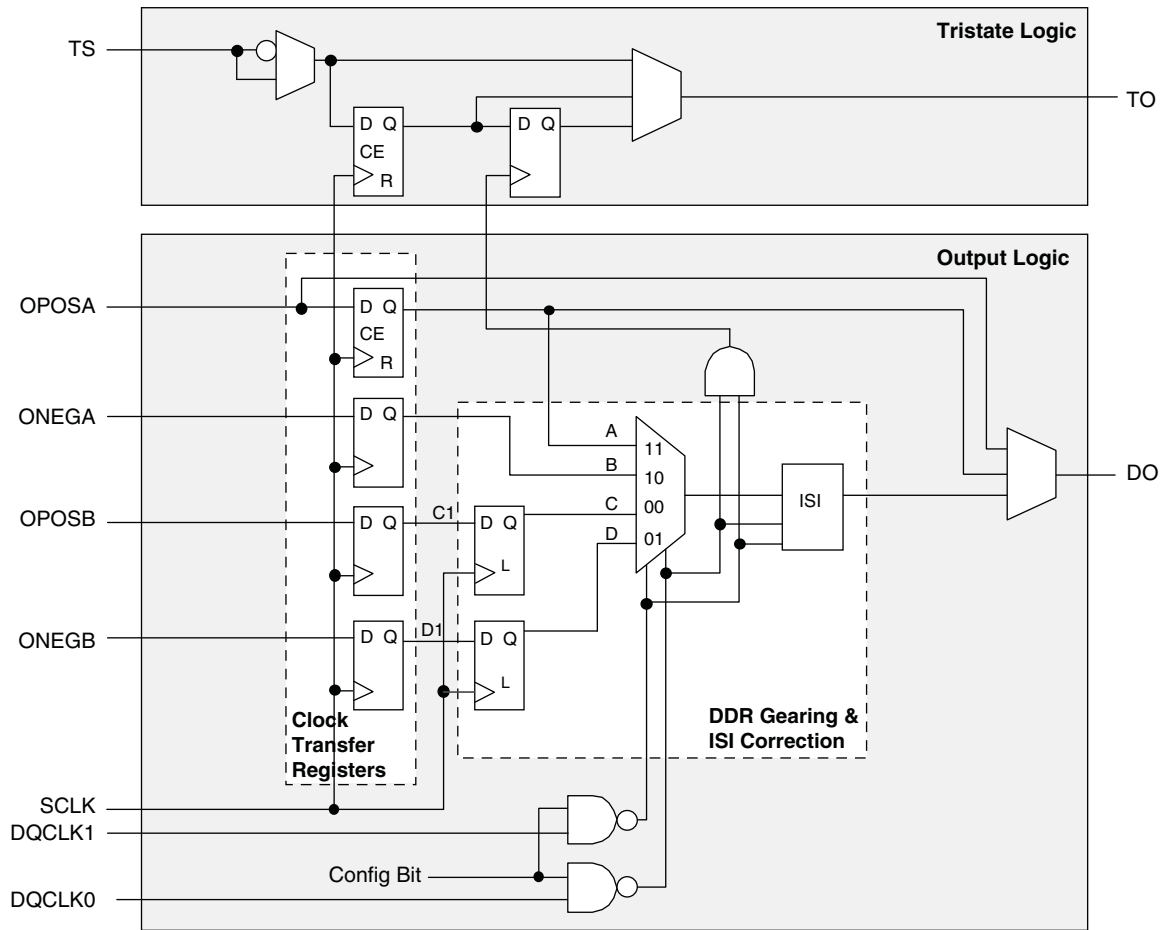 Tristate Logic
TS
TO
D Q
CE
R
D Q
Output Logic
OPOSA
D Q
CE
R
ONEGA
D Q
A
11
B
10
C
00
D
01
ISI
DO
OPOSB
D Q
C1
D Q
L
ONEGB
D Q
D1
D Q
L
Clock
Transfer
Registers
DDR Gearing &
ISI Correction
SCLK
DQCLK1
Config Bit
DQCLK0